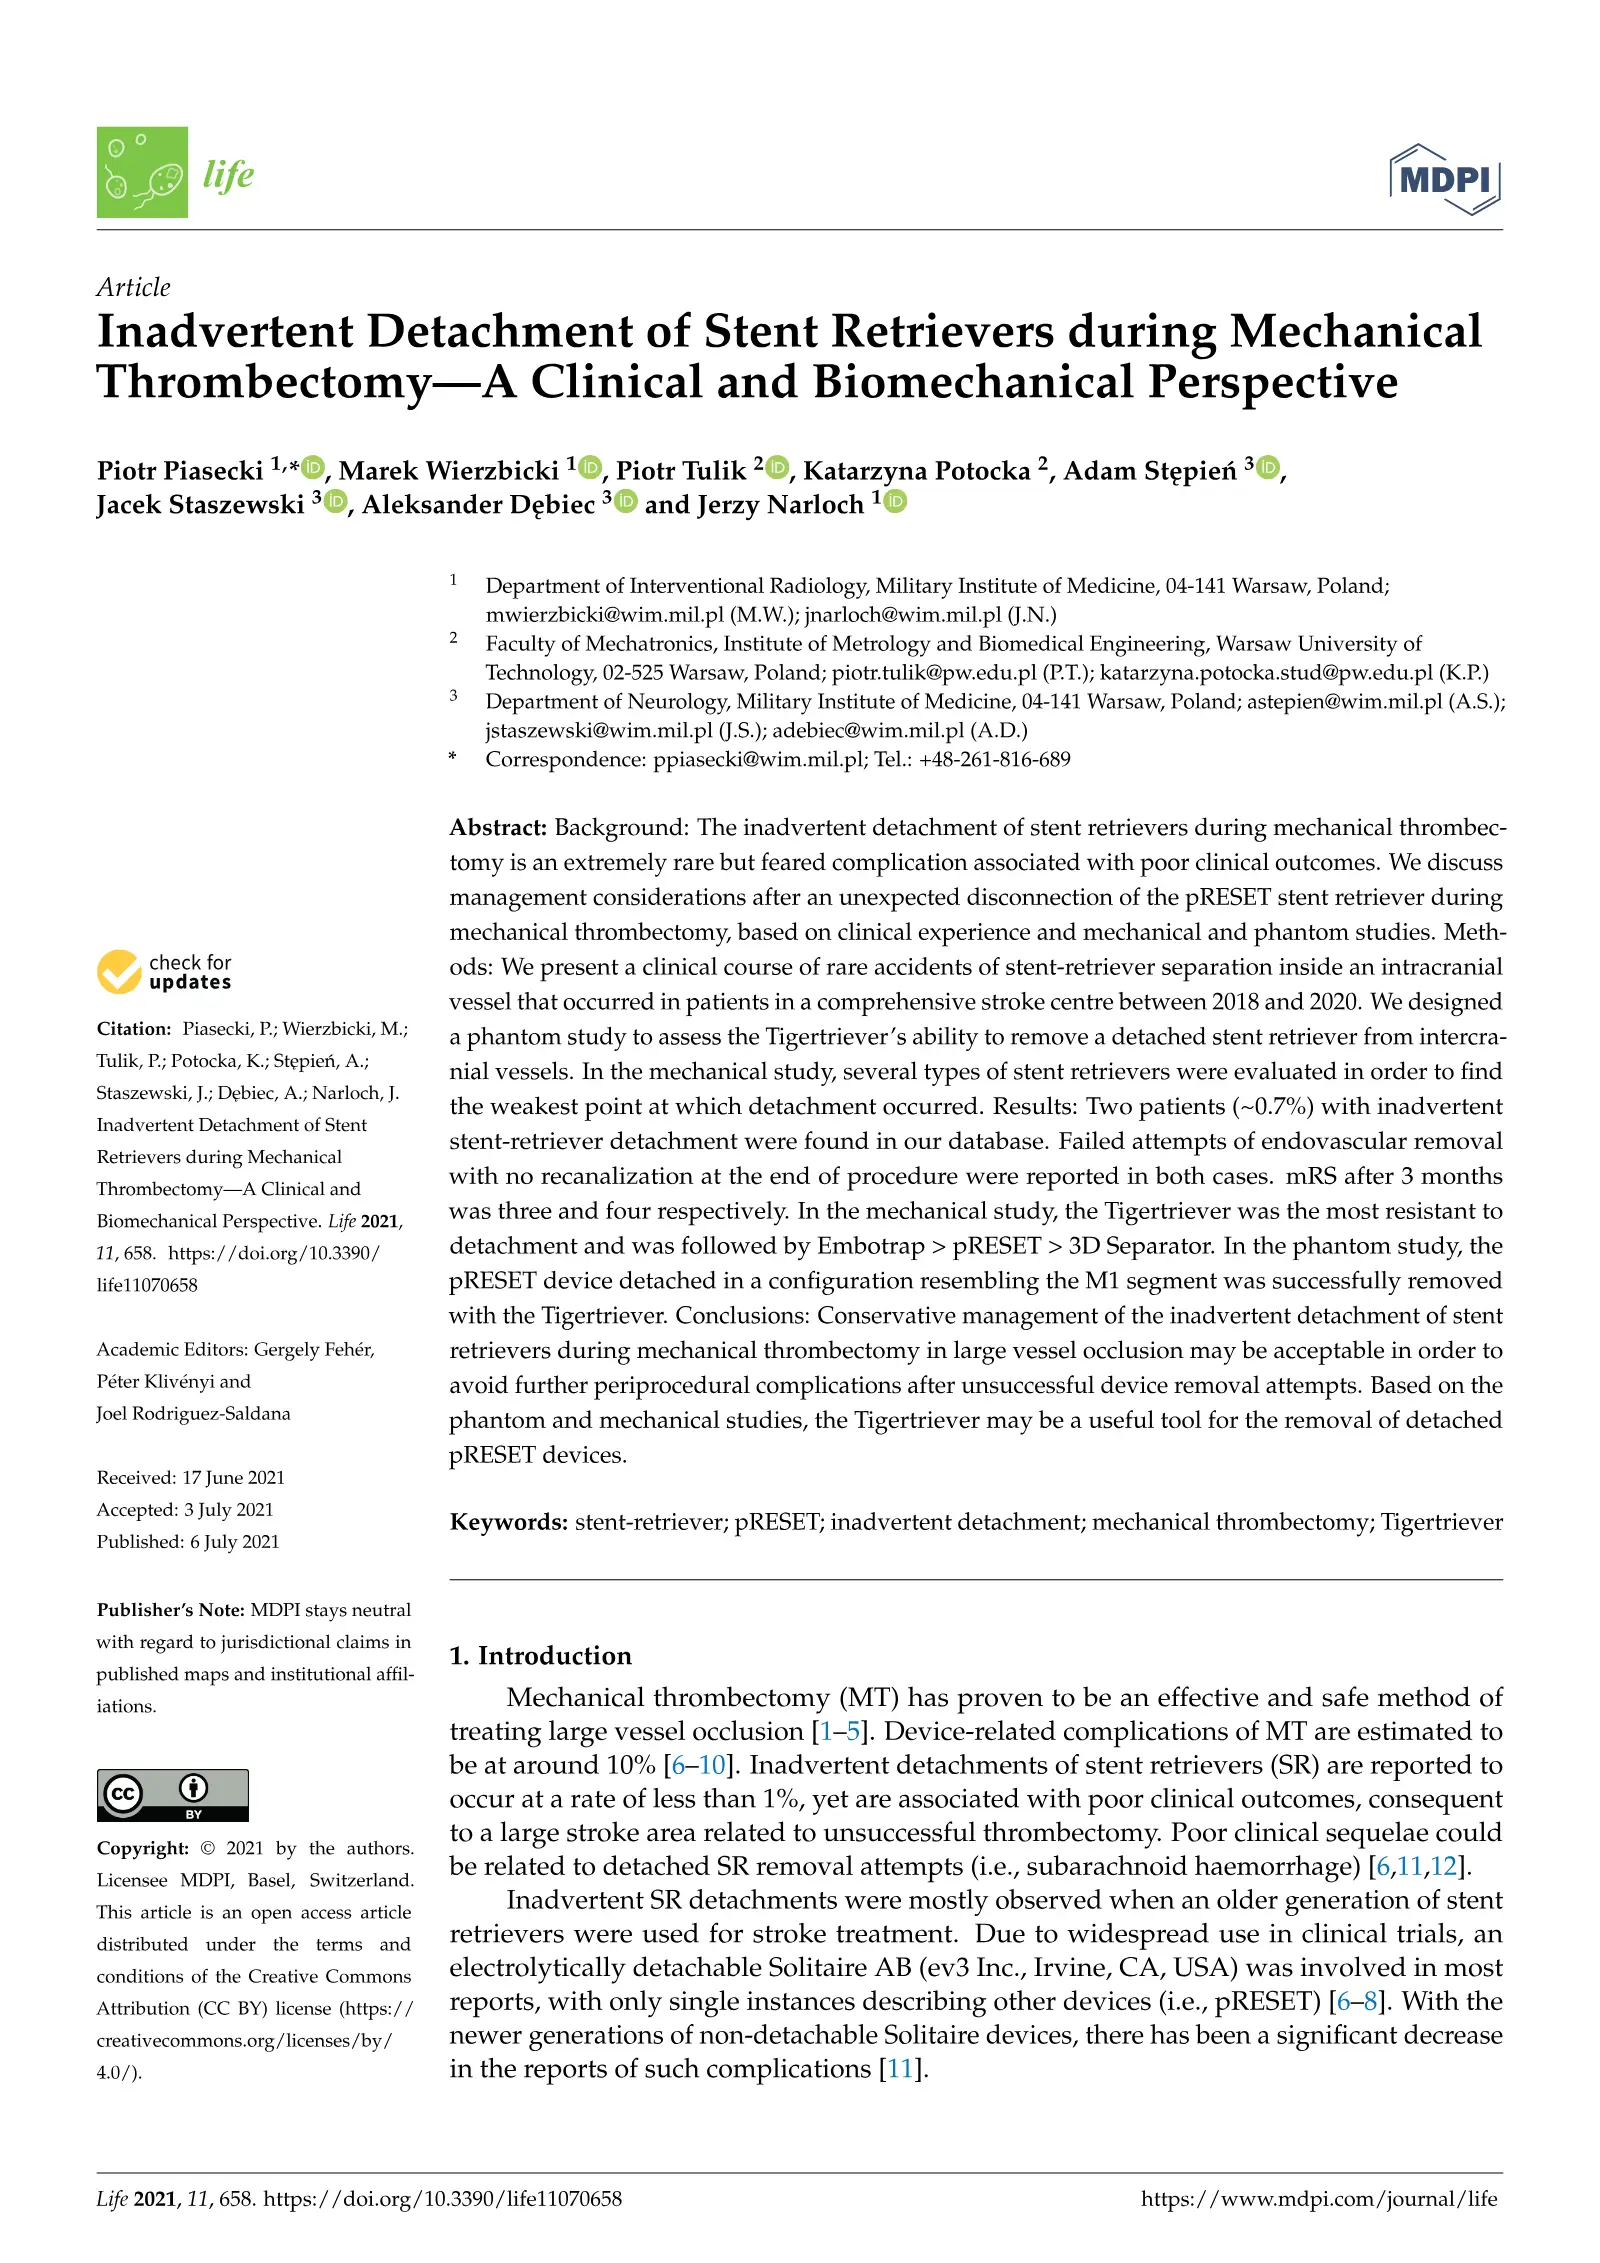 life
MDPI
Article
Inadvertent Detachment of Stent Retrievers during Mechanical
Thrombectomy—A Clinical and Biomechanical Perspective
Piotr Piasecki 1,* iD, Marek Wierzbicki 1 iD, Piotr Tulik 2 iD, Katarzyna Potocka 2, Adam Stępień 3 iD,
Jacek Staszewski 3 iD, Aleksander Dębiec 3 iD and Jerzy Narloch 1 iD
1 Department of Interventional Radiology, Military Institute of Medicine, 04-141 Warsaw, Poland;
mwierzbicki@wim.mil.pl (M.W.); jnarloch@wim.mil.pl (J.N.)
2 Faculty of Mechatronics, Institute of Metrology and Biomedical Engineering, Warsaw University of
Technology, 02-525 Warsaw, Poland; piotr.tulik@pw.edu.pl (P.T.); katarzyna.potocka.stud@pw.edu.pl (K.P.)
3 Department of Neurology, Military Institute of Medicine, 04-141 Warsaw, Poland; astepien@wim.mil.pl (A.S.);
jstaszewski@wim.mil.pl (J.S.); adebiec@wim.mil.pl (A.D.)
* Correspondence: ppiasecki@wim.mil.pl; Tel.: +48-261-816-689
Abstract: Background: The inadvertent detachment of stent retrievers during mechanical thrombec-
tomy is an extremely rare but feared complication associated with poor clinical outcomes. We discuss
management considerations after an unexpected disconnection of the pRESET stent retriever during
mechanical thrombectomy, based on clinical experience and mechanical and phantom studies. Meth-
ods: We present a clinical course of rare accidents of stent-retriever separation inside an intracranial
vessel that occurred in patients in a comprehensive stroke centre between 2018 and 2020. We designed
a phantom study to assess the Tigertriever's ability to remove a detached stent retriever from intercra-
nial vessels. In the mechanical study, several types of stent retrievers were evaluated in order to find
the weakest point at which detachment occurred. Results: Two patients (~0.7%) with inadvertent
stent-retriever detachment were found in our database. Failed attempts of endovascular removal
with no recanalization at the end of procedure were reported in both cases. mRS after 3 months
was three and four respectively. In the mechanical study, the Tigertriever was the most resistant to
detachment and was followed by Embotrap > pRESET > 3D Separator. In the phantom study, the
pRESET device detached in a configuration resembling the M1 segment was successfully removed
with the Tigertriever. Conclusions: Conservative management of the inadvertent detachment of stent
retrievers during mechanical thrombectomy in large vessel occlusion may be acceptable in order to
avoid further periprocedural complications after unsuccessful device removal attempts. Based on the
phantom and mechanical studies, the Tigertriever may be a useful tool for the removal of detached
pRESET devices.
Keywords: stent-retriever; pRESET; inadvertent detachment; mechanical thrombectomy; Tigertriever
check for
updates
Citation: Piasecki, P.; Wierzbicki, M.;
Tulik, P.; Potocka, K.; Stępień, A.;
Staszewski, J.; Dębiec, A.; Narloch, J.
Inadvertent Detachment of Stent
Retrievers during Mechanical
Thrombectomy—A Clinical and
Biomechanical Perspective. Life 2021,
11, 658. https://doi.org/10.3390/
life11070658
Academic Editors: Gergely Fehér,
Péter Klivényi and
Joel Rodriguez-Saldana
Received: 17 June 2021
Accepted: 3 July 2021
Published: 6 July 2021
Publisher's Note: MDPI stays neutral
with regard to jurisdictional claims in
published maps and institutional affil-
iations.
cc BY
Copyright: © 2021 by the authors.
Licensee MDPI, Basel, Switzerland.
This article is an open access article
distributed under the terms and
conditions of the Creative Commons
Attribution (CC BY) license (https://
creativecommons.org/licenses/by/
4.0/).
1. Introduction
Mechanical thrombectomy (MT) has proven to be an effective and safe method of
treating large vessel occlusion [1–5]. Device-related complications of MT are estimated to
be at around 10% [6–10]. Inadvertent detachments of stent retrievers (SR) are reported to
occur at a rate of less than 1%, yet are associated with poor clinical outcomes, consequent
to a large stroke area related to unsuccessful thrombectomy. Poor clinical sequelae could
be related to detached SR removal attempts (i.e., subarachnoid haemorrhage) [6,11,12].
Inadvertent SR detachments were mostly observed when an older generation of stent
retrievers were used for stroke treatment. Due to widespread use in clinical trials, an
electrolytically detachable Solitaire AB (ev3 Inc., Irvine, CA, USA) was involved in most
reports, with only single instances describing other devices (i.e., pRESET) [6–8]. With the
newer generations of non-detachable Solitaire devices, there has been a significant decrease
in the reports of such complications [11].
Life 2021, 11, 658. https://doi.org/10.3390/life11070658
https://www.mdpi.com/journal/life